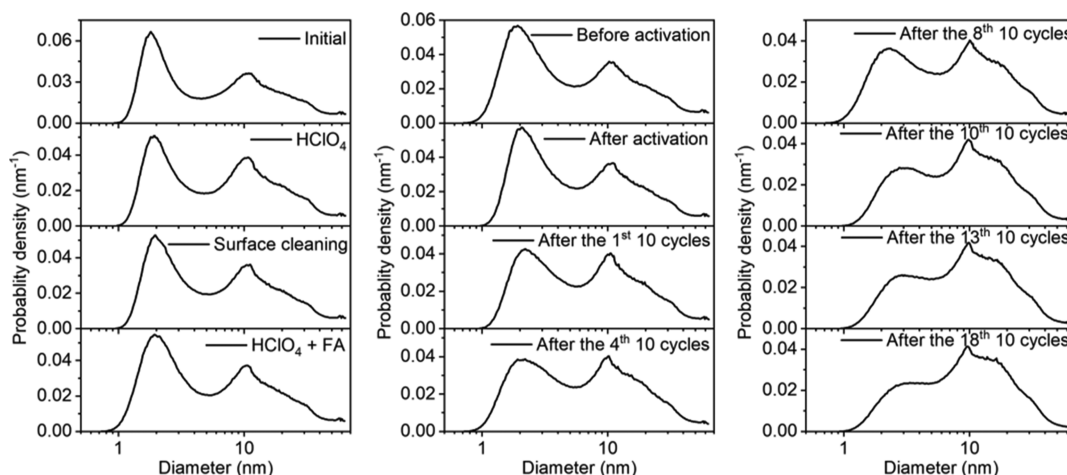 Probablity density (nm⁻¹)
0.06
0.03
0.00
Initial
0.04
0.02
0.00
HClO₄
0.04
0.02
0.00
Surface cleaning
0.04
0.02
0.00
HClO₄ + FA
1 10
Diameter (nm)
Probablity density (nm⁻¹)
0.06
0.04
0.02
0.00
Before activation
0.04
0.02
0.00
After activation
0.04
0.02
0.00
After the 1ˢᵗ 10 cycles
0.04
0.02
0.00
After the 4ᵗʰ 10 cycles
1 10
Diameter (nm)
Probablity density (nm⁻¹)
0.04
0.02
0.00
After the 8ᵗʰ 10 cycles
0.04
0.02
0.00
After the 10ᵗʰ 10 cycles
0.04
0.02
0.00
After the 13ᵗʰ 10 cycles
0.04
0.02
0.00
After the 18ᵗʰ 10 cycles
1 10
Diameter (nm)